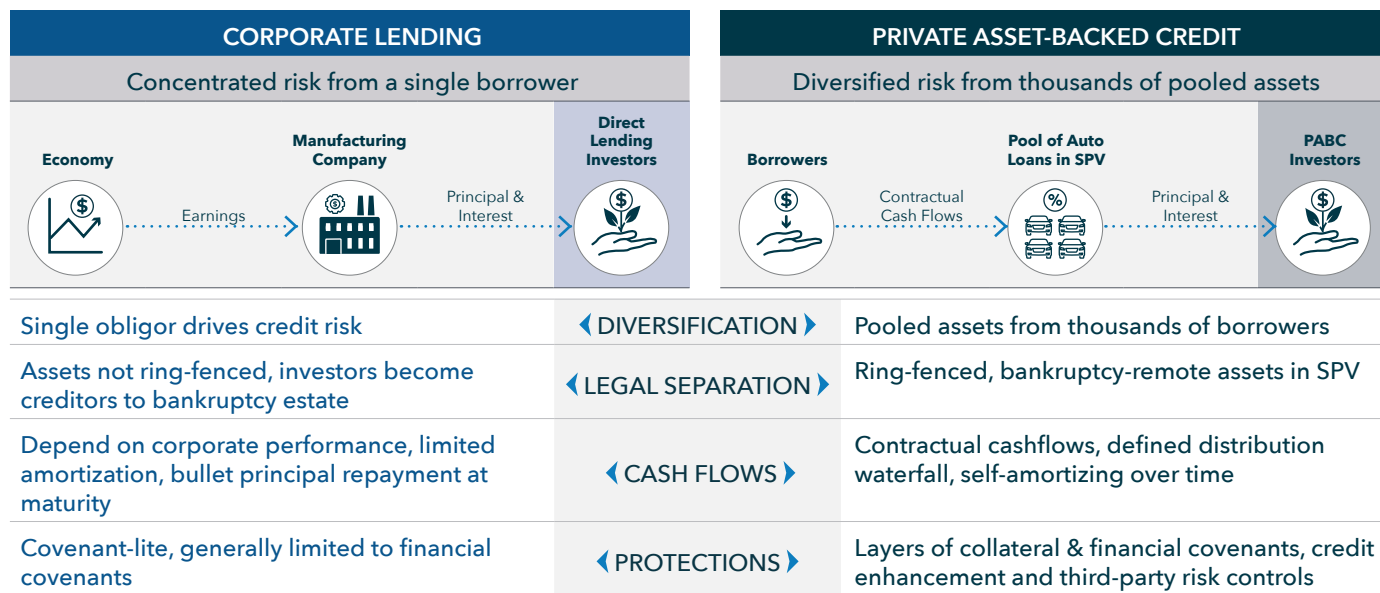 CORPORATE LENDING
Concentrated risk from a single borrower
Economy
Earnings
Manufacturing
Company
Principal &
Interest
Direct
Lending
Investors
$
$
PRIVATE ASSET-BACKED CREDIT
Diversified risk from thousands of pooled assets
Borrowers
$
Contractual
Cash Flows
Pool of Auto
Loans in SPV
%
Principal &
Interest
PABC
Investors
$
Single obligor drives credit risk
DIVERSIFICATION
Pooled assets from thousands of borrowers
Assets not ring-fenced, investors become
creditors to bankruptcy estate
LEGAL SEPARATION
Ring-fenced, bankruptcy-remote assets in SPV
Depend on corporate performance, limited
amortization, bullet principal repayment at
maturity
CASH FLOWS
Contractual cashflows, defined distribution
waterfall, self-amortizing over time
Covenant-lite, generally limited to financial
covenants
PROTECTIONS
Layers of collateral & financial covenants, credit
enhancement and third-party risk controls